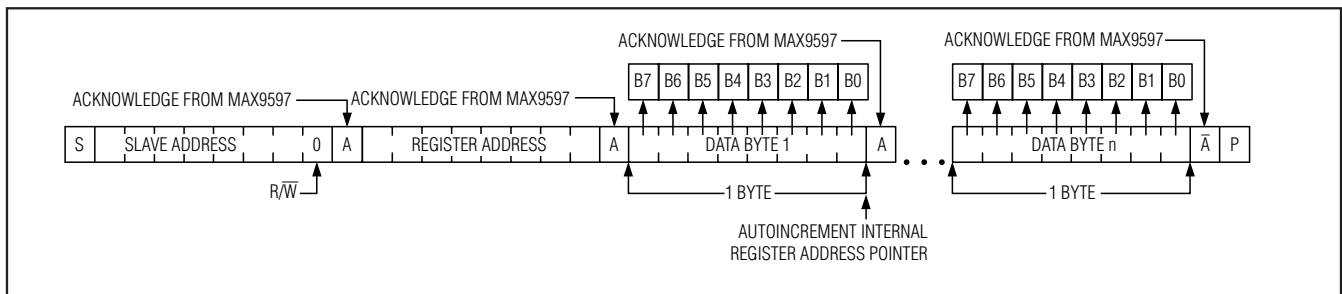 ACKNOWLEDGE FROM MAX9597
ACKNOWLEDGE FROM MAX9597
B7 B6 B5 B4 B3 B2 B1 B0
B7 B6 B5 B4 B3 B2 B1 B0
ACKNOWLEDGE FROM MAX9597
ACKNOWLEDGE FROM MAX9597
S SLAVE ADDRESS 0 A REGISTER ADDRESS A DATA BYTE 1 A DATA BYTE n A̅ P
R/W̅
1 BYTE
1 BYTE
AUTOINCREMENT INTERNAL
REGISTER ADDRESS POINTER